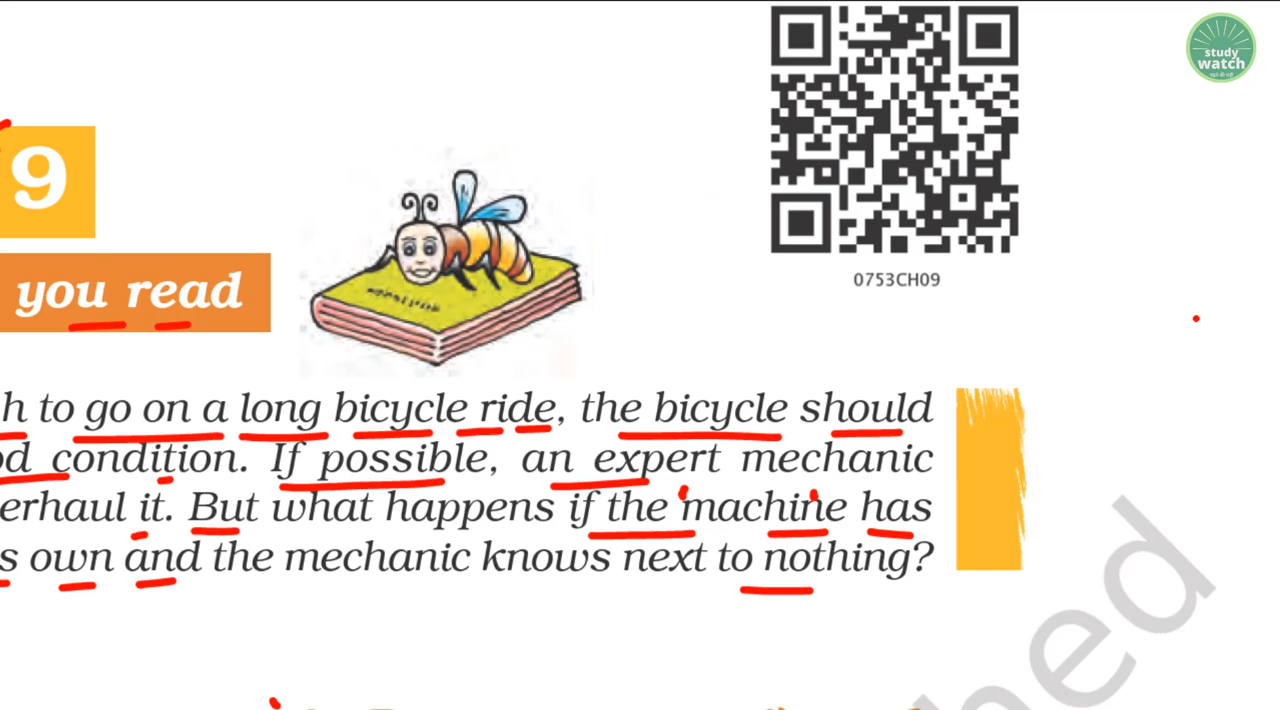 study
watch
9
0753CH09
you read
h to go on a long bicycle ride, the bicycle should
od condition. If possible, an expert mechanic
erhaul it. But what happens if the machine has
s own and the mechanic knows next to nothing?
hed